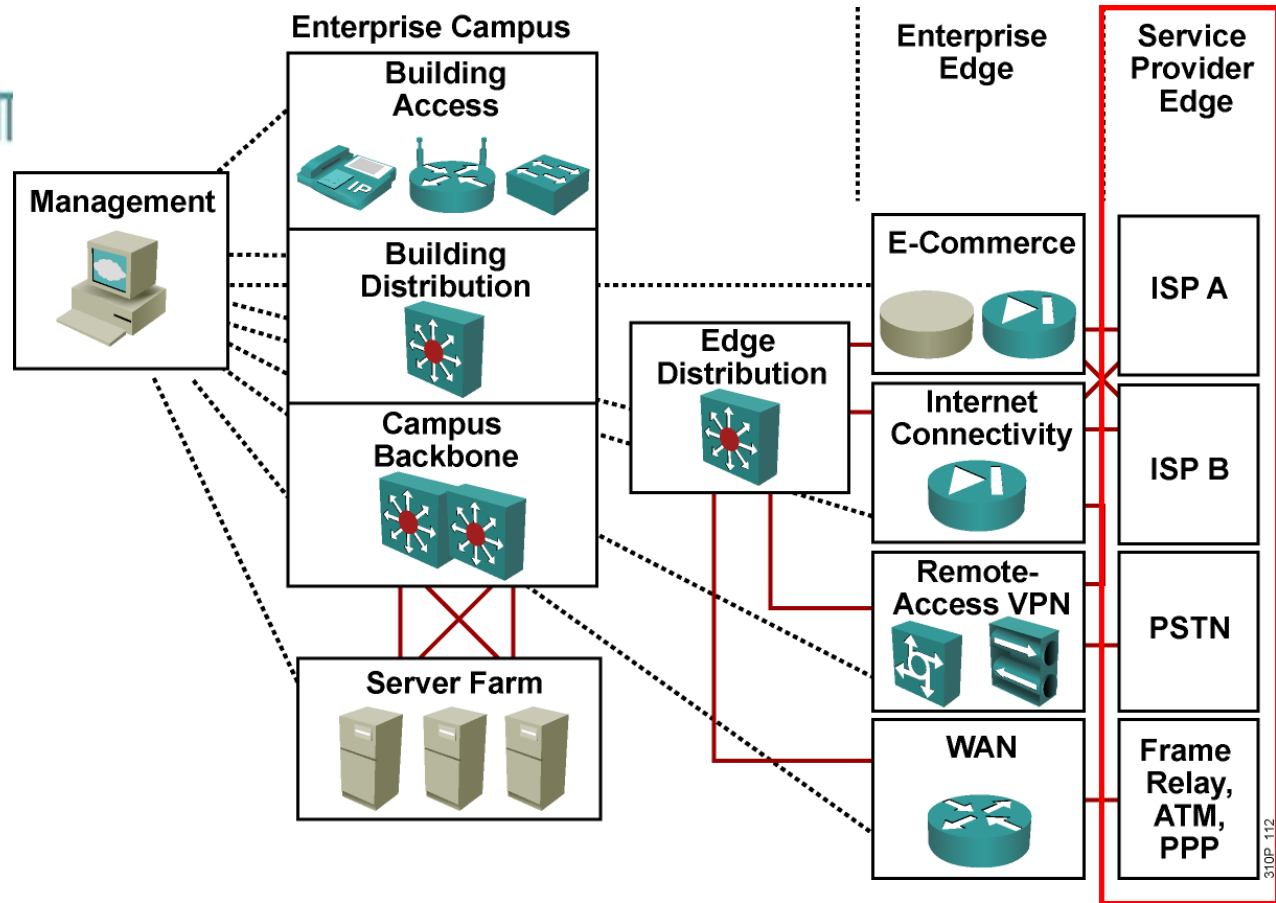 Enterprise Campus
Building
Access
IP
Management
Building
Distribution
Campus
Backbone
Server Farm
Edge
Distribution
Enterprise
Edge
E-Commerce
Internet
Connectivity
Remote-
Access VPN
WAN
Service
Provider
Edge
ISP A
ISP B
PSTN
Frame
Relay,
ATM,
PPP
310P_112